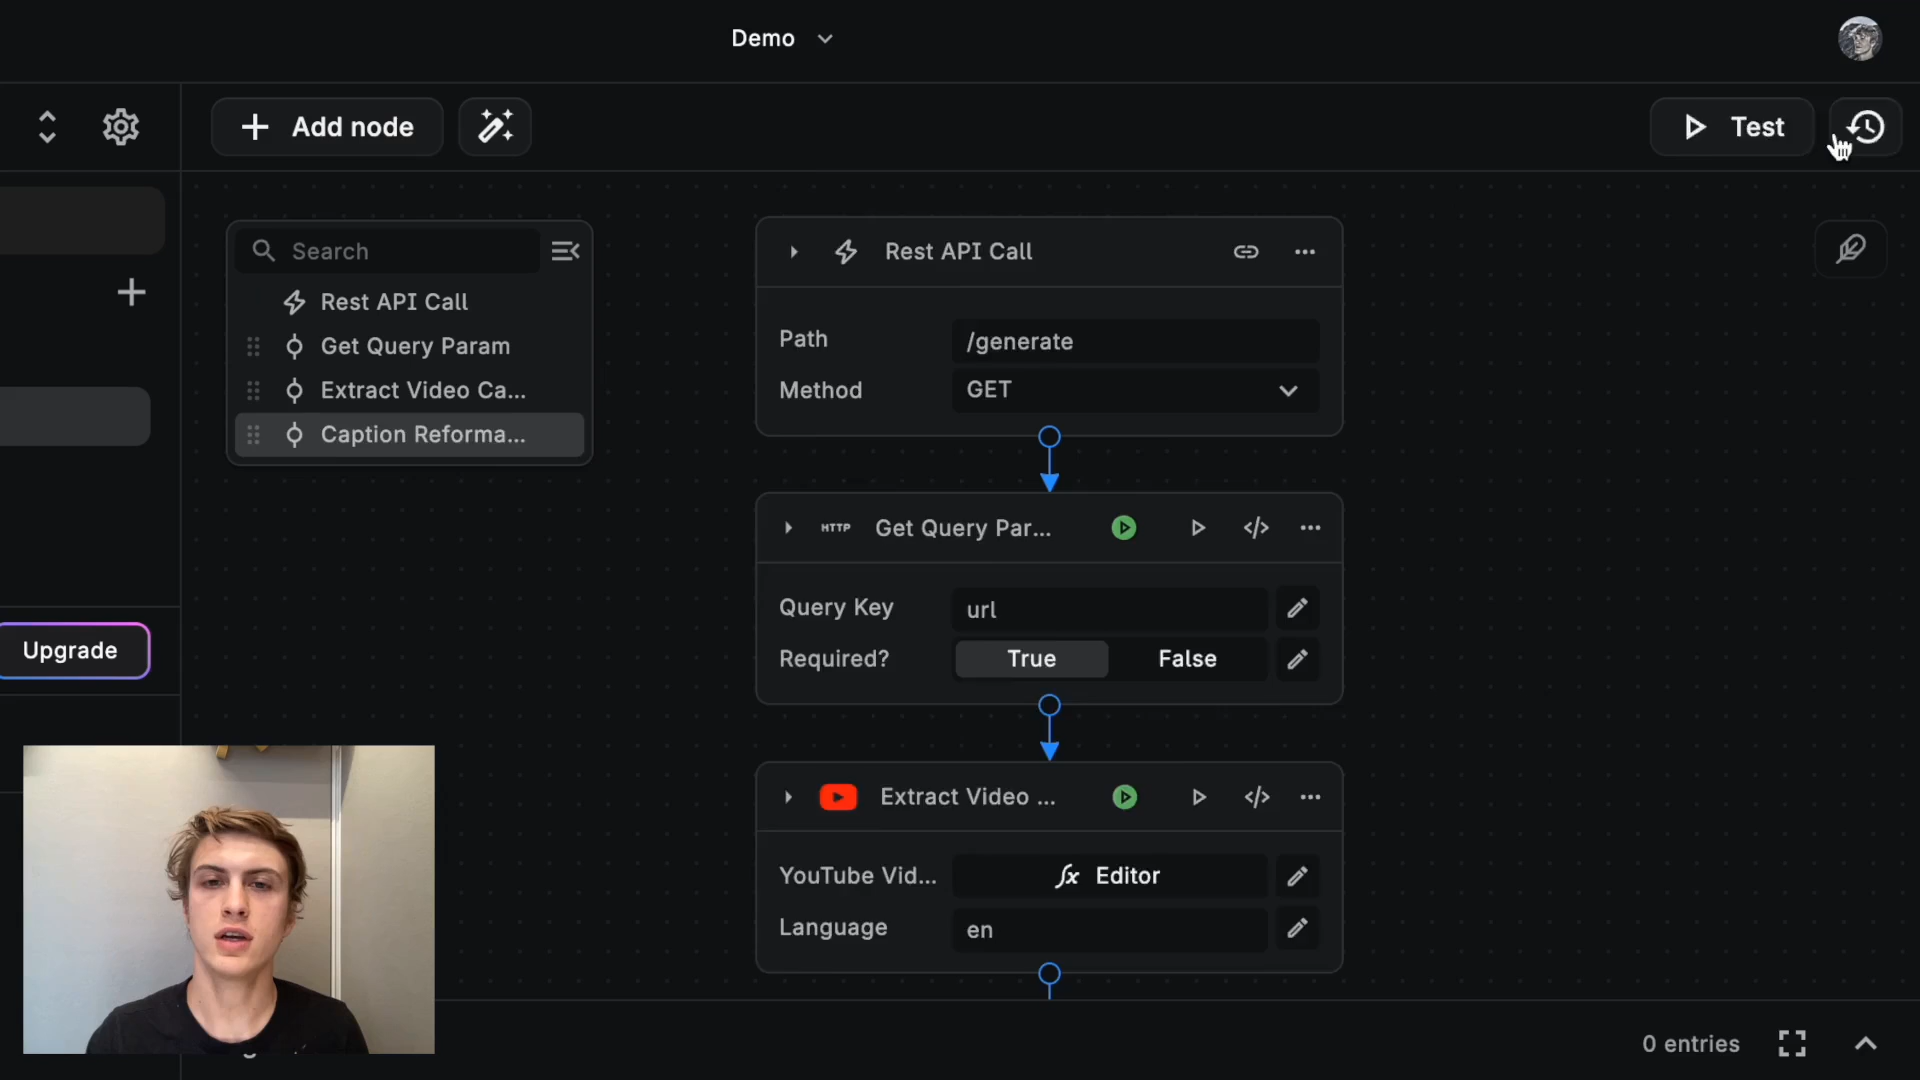 Demo
Add node
Test
Search
Rest API Call
Get Query Param
Extract Video Ca...
Caption Reforma...
Rest API Call
Path
/generate
Method
GET
HTTP
Get Query Par...
Query Key
url
Required?
True
False
Extract Video ...
YouTube Vid...
fx Editor
Language
en
Upgrade
0 entries